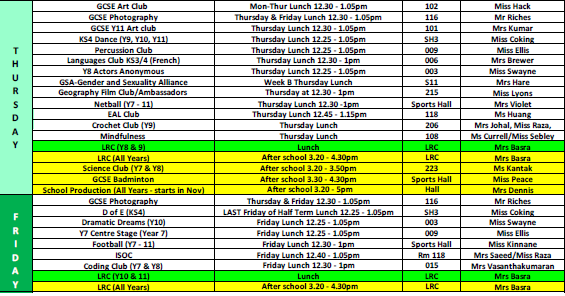 THURSDAY
GCSE Art Club Mon-Thur Lunch 12.30 - 1.05pm 102 Miss Hack
GCSE Photography Thursday & Friday Lunch 12.30 - 1.05pm 116 Mr Riches
GCSE Y11 Art club Thursday Lunch 12.30 - 1.05pm 101 Mrs Kumar
KS4 Dance (Y9, Y10, Y11) Thursday Lunch 12.25 - 1.05pm SH3 Miss Coking
Percussion Club Thursday Lunch 12.25 - 1.05pm 009 Miss Ellis
Languages Club KS3/4 (French) Thursday Lunch 12.30 - 1pm 006 Mrs Brewer
Y8 Actors Anonymous Thursday Lunch 12.25 - 1.05pm 003 Miss Swayne
GSA-Gender and Sexuality Alliance Week B Thursday Lunch S11 Mrs Hare
Geography Film Club/Ambassadors Thursday at 12.30 - 1pm 215 Miss Lyons
Netball (Y7 - 11) Thursday Lunch 12.30 -1pm Sports Hall Mrs Violet
EAL Club Thursday Lunch 12.45 - 1.15pm 118 Ms Huang
Crochet Club (Y9) Thursday Lunch 206 Mrs Johal, Miss Raza,
Mindfulness Thursday Lunch 108 Ms Currell/Miss Sebley
LRC (Y8 & 9) Lunch LRC Mrs Basra
LRC (All Years) After school 3.20 - 4.30pm LRC Mrs Basra
Science Club (Y7 & Y8) After school 3.20 - 3.50pm 223 Ms Kantak
GCSE Badminton After school 3.30 - 4.30pm Sports Hall Miss Peace
School Production (All Years - starts in Nov) After school 3.20 - 5pm Hall Mrs Dennis
FRIDAY
GCSE Photography Thursday & Friday 12.30 - 1.05pm 116 Mr Riches
D of E (KS4) LAST Friday of Half Term Lunch 12.25 - 1.05pm SH3 Miss Coking
Dramatic Dreams (Y10) Friday Lunch 12.25 - 1.05pm 003 Miss Swayne
Y7 Centre Stage (Year 7) Friday Lunch 12.25 - 1.05pm 009 Miss Ellis
Football (Y7 - 11) Friday Lunch 12.30 - 1pm Sports Hall Miss Kinnane
ISOC Friday Lunch 12.40 - 1.05pm Rm 118 Mrs Saeed/Miss Raza
Coding Club (Y7 & Y8) Friday Lunch 12.30 - 1pm 015 Mrs Vasanthakumaran
LRC (Y10 & 11) Lunch LRC Mrs Basra
LRC (All Years) After school 3.20 - 4.30pm LRC Mrs Basra